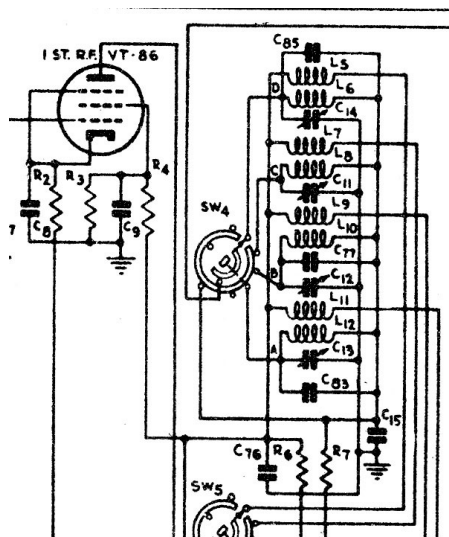 C85
1 ST. R.F. VT-86
L5
D
L6
C14
L7
R2
R3
R4
C
L8
C11
SW4
L9
7
C8
C9
L10
C77
B
C12
L11
L12
A
C13
C83
C15
C76
R6
R7
SW5